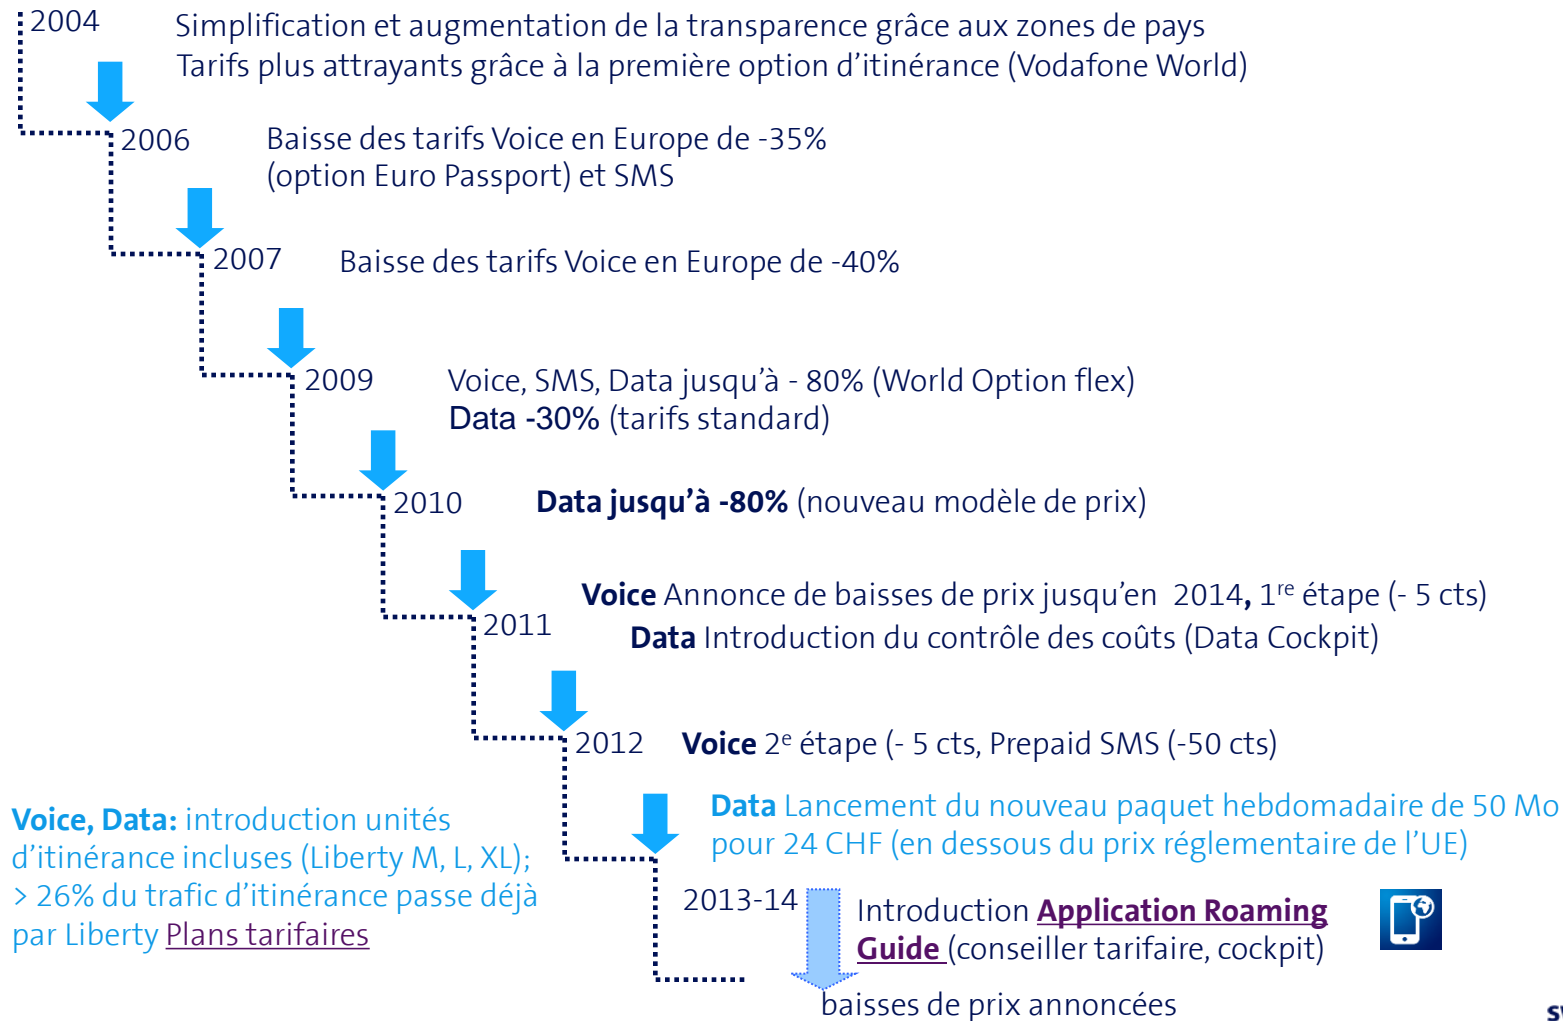 2004
Simplification et augmentation de la transparence grâce aux zones de pays
Tarifs plus attrayants grâce à la première option d’itinérance (Vodafone World)
2006
Baisse des tarifs Voice en Europe de -35%
(option Euro Passport) et SMS
2007
Baisse des tarifs Voice en Europe de -40%
2009
Voice, SMS, Data jusqu’à - 80% (World Option flex)
Data -30% (tarifs standard)
2010
Data jusqu’à -80% (nouveau modèle de prix)
2011
Voice Annonce de baisses de prix jusqu’en 2014, 1re étape (- 5 cts)
Data Introduction du contrôle des coûts (Data Cockpit)
2012
Voice 2e étape (- 5 cts, Prepaid SMS (-50 cts)
Data Lancement du nouveau paquet hebdomadaire de 50 Mo
pour 24 CHF (en dessous du prix réglementaire de l’UE)
Voice, Data: introduction unités
d’itinérance incluses (Liberty M, L, XL);
> 26% du trafic d’itinérance passe déjà
par Liberty Plans tarifaires
2013-14
Introduction Application Roaming
Guide (conseiller tarifaire, cockpit)
baisses de prix annoncées